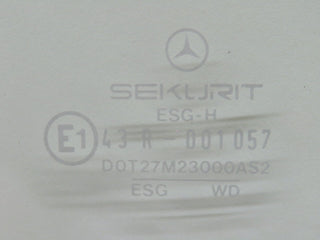 SEKURIT
ESG-H
E1 43 R - 001057
DOT27M23000AS2
ESG WD